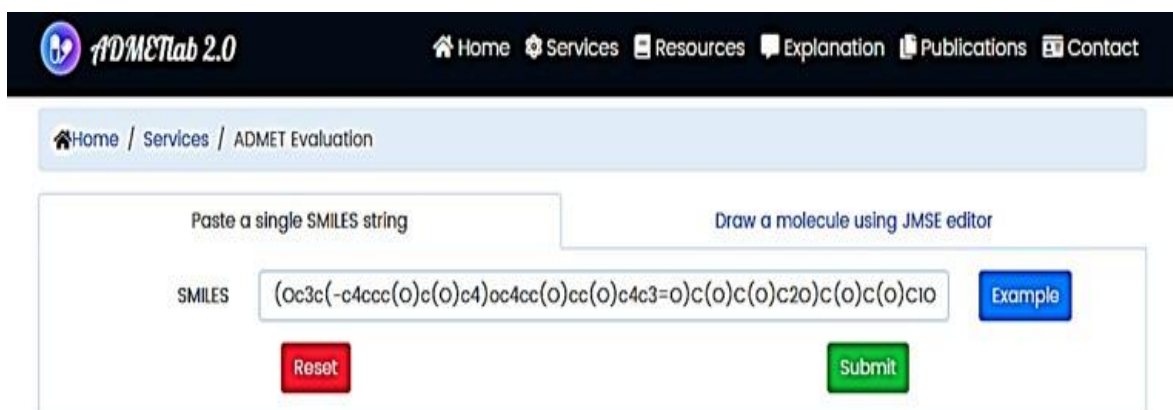 ADMETlab 2.0 Home Services Resources Explanation Publications Contact
Home / Services / ADMET Evaluation
Paste a single SMILES string Draw a molecule using JMSE editor
SMILES (Oc3c(-c4ccc(O)c(O)c4)oc4cc(O)cc(O)c4c3=O)C(O)C(O)C2O)C(O)C(O)C1O Example
Reset Submit